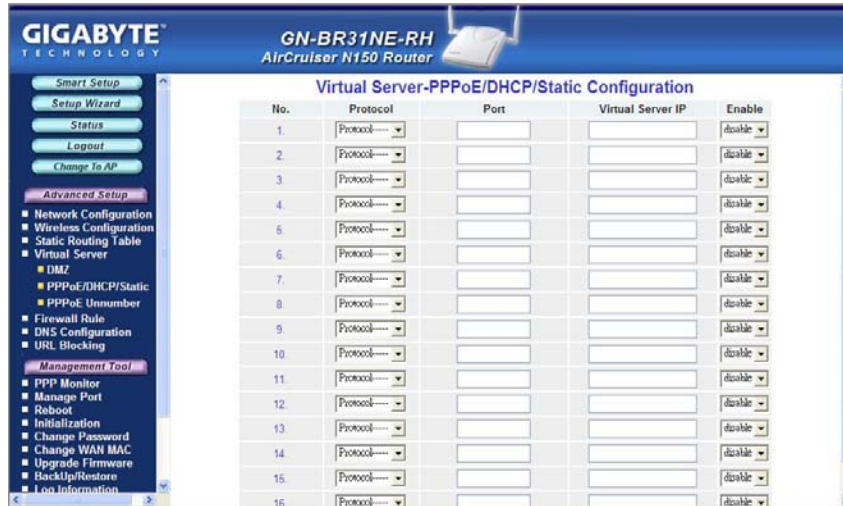 GIGABYTE™
TECHNOLOGY
GN-BR31NE-RH
AirCruiser N150 Router
Smart Setup
Setup Wizard
Status
Logout
Change To AP
Advanced Setup
Network Configuration
Wireless Configuration
Static Routing Table
Virtual Server
DMZ
PPPoE/DHCP/Static
PPPoE Unnumber
Firewall Rule
DNS Configuration
URL Blocking
Management Tool
PPP Monitor
Manage Port
Reboot
Initialization
Change Password
Change WAN MAC
Upgrade Firmware
BackUp/Restore
Log Information
Virtual Server-PPPoE/DHCP/Static Configuration
No. Protocol Port Virtual Server IP Enable
1. Protocol----- disable
2. Protocol----- disable
3. Protocol----- disable
4. Protocol----- disable
5. Protocol----- disable
6. Protocol----- disable
7. Protocol----- disable
8. Protocol----- disable
9. Protocol----- disable
10. Protocol----- disable
11. Protocol----- disable
12. Protocol----- disable
13. Protocol----- disable
14. Protocol----- disable
15. Protocol----- disable
16. Protocol----- disable